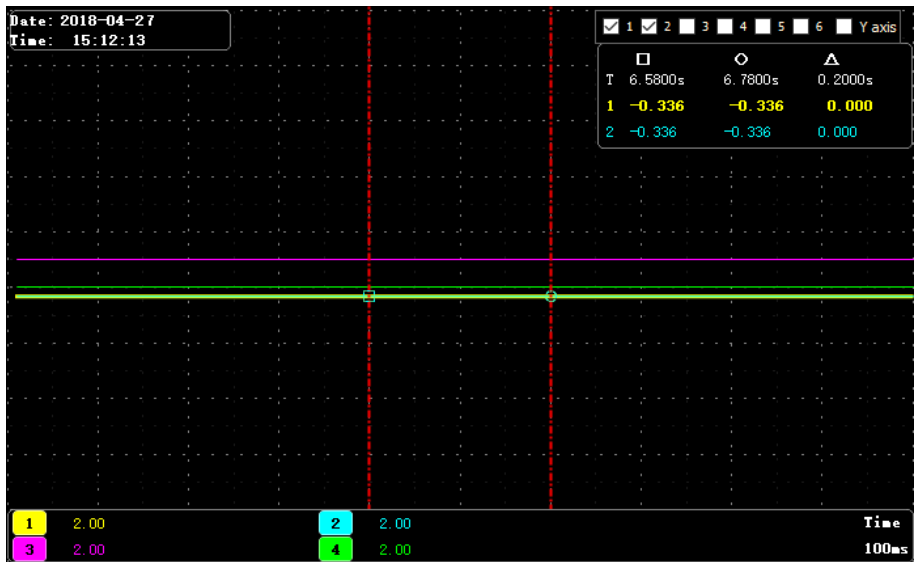 Date: 2018-04-27
Time: 15:12:13
1 2 3 4 5 6 Y axis
T 6.5800s 6.7800s 0.2000s
1 -0.336 -0.336 0.000
2 -0.336 -0.336 0.000
1 2.00 2 2.00 Time
3 2.00 4 2.00 100ms